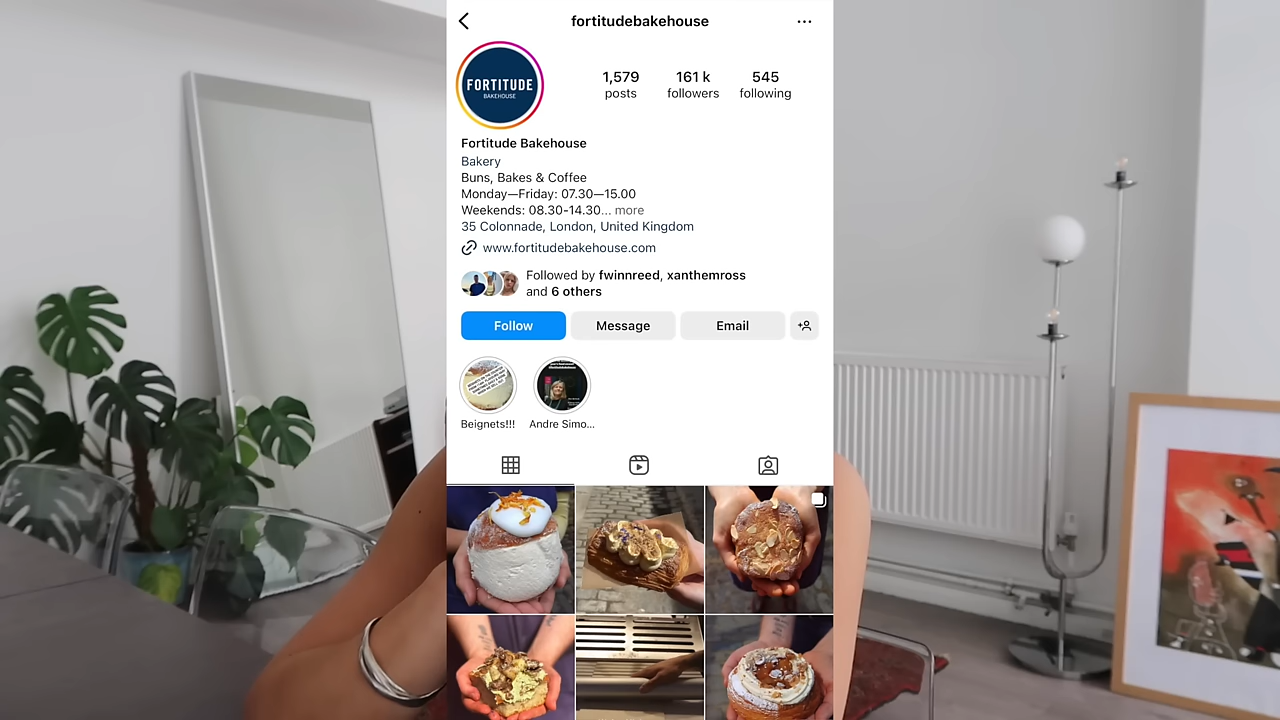 fortitudebakehouse
FORTITUDE
BAKEHOUSE
1,579
posts
161 k
followers
545
following
Fortitude Bakehouse
Bakery
Buns, Bakes & Coffee
Monday—Friday: 07.30—15.00
Weekends: 08.30-14.30... more
35 Colonnade, London, United Kingdom
www.fortitudebakehouse.com
Followed by fwinnreed, xanthemross
and 6 others
Follow
Message
Email
Beignets!!!
Andre Simo...